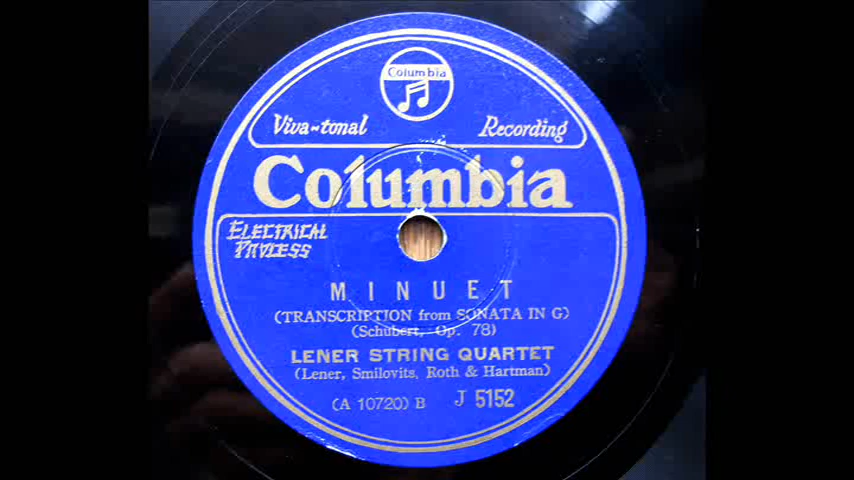 Columbia
Viva-tonal Recording
Columbia
ELECTRICAL
PROCESS
MINUET
(TRANSCRIPTION from SONATA IN G)
(Schubert, Op. 78)
LENER STRING QUARTET
(Lener, Smilovits, Roth & Hartman)
(A 10720) B J 5152